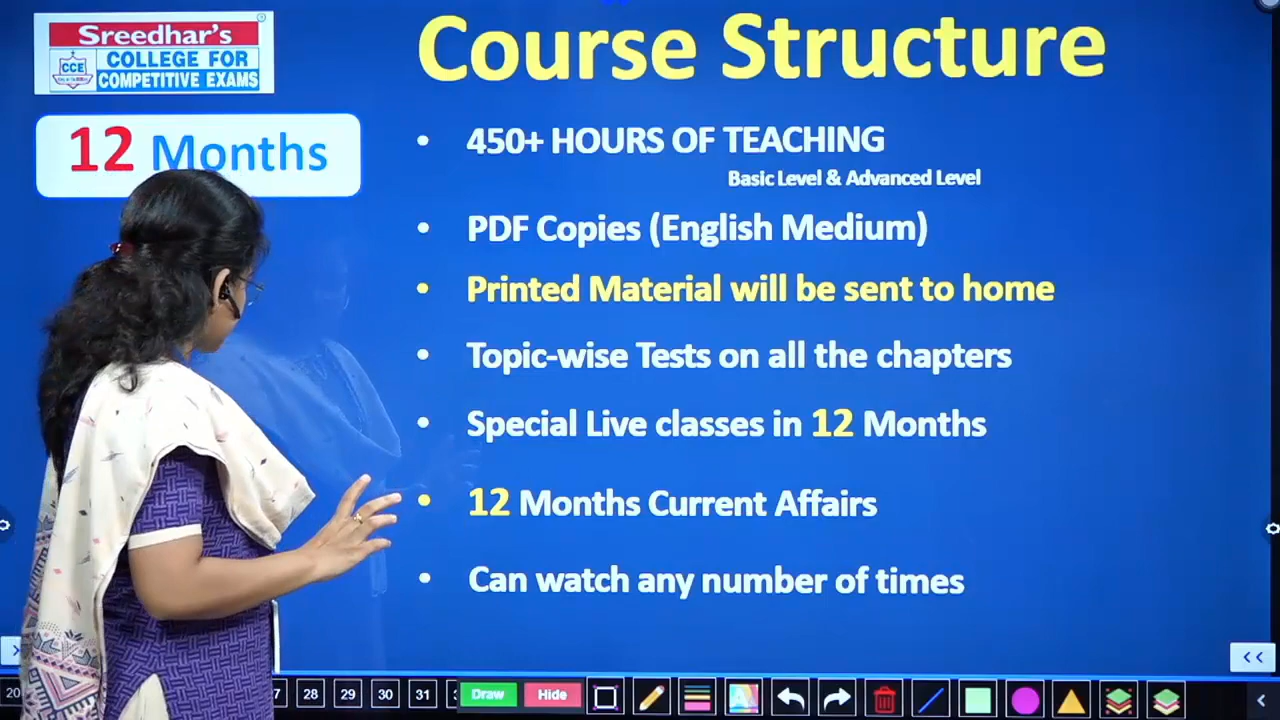 Sreedhar's
CCE
COLLEGE FOR
COMPETITIVE EXAMS
Course Structure
12 Months
• 450+ HOURS OF TEACHING
Basic Level & Advanced Level
• PDF Copies (English Medium)
• Printed Material will be sent to home
• Topic-wise Tests on all the chapters
• Special Live classes in 12 Months
• 12 Months Current Affairs
• Can watch any number of times
20
28 29 30 31 Draw Hide